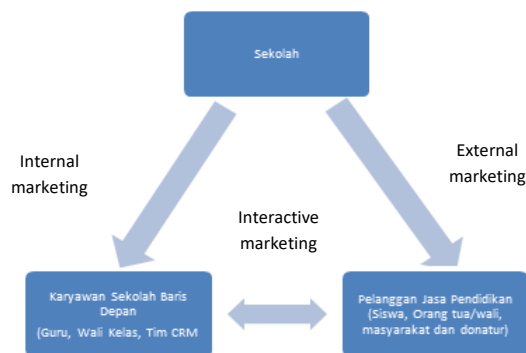 Sekolah
Internal
marketing
External
marketing
Interactive
marketing
Karyawan Sekolah Baris
Depan
(Guru, Wali Kelas, Tim CRM
Pelanggan Jasa Pendidikan
(Siswa, Orang tua/wali,
masyarakat dan donatur)